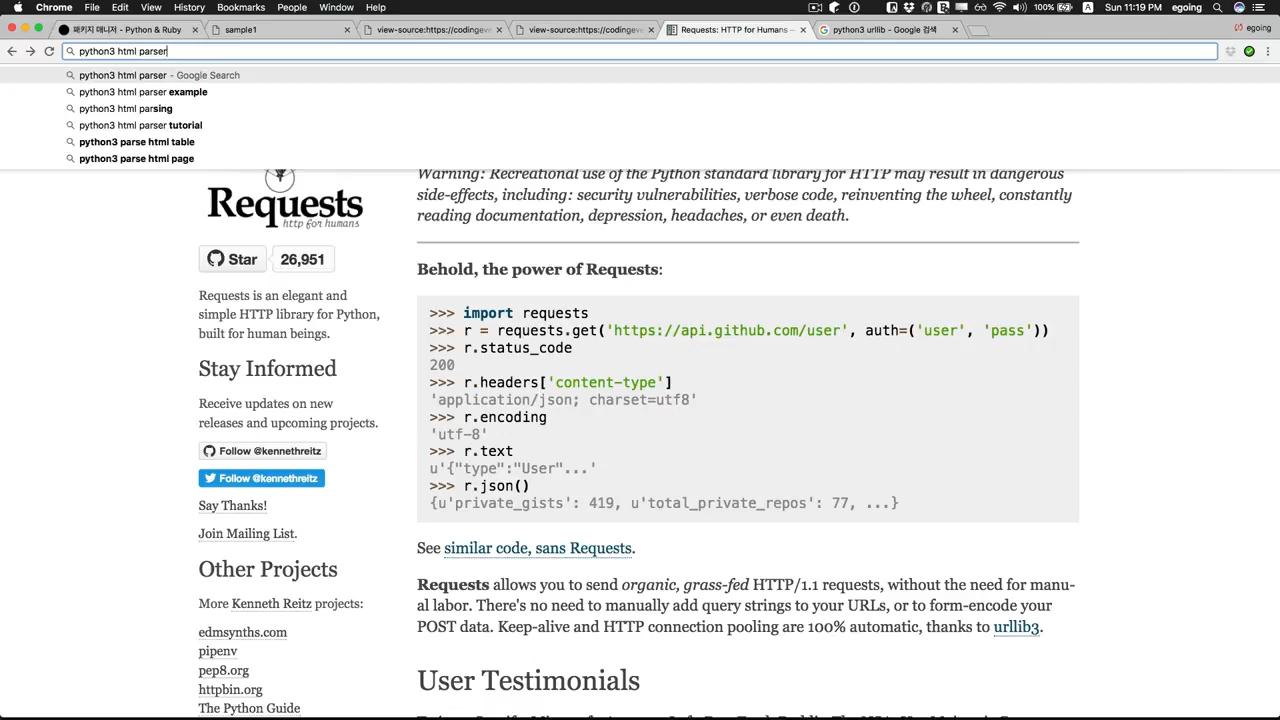 Chrome File Edit View History Bookmarks People Window Help 100% Sun 11:19 PM egoing
패키지 매니저 - Python & Ruby
sample1
view-source:https://codingeve
view-source:https://codingeve
Requests: HTTP for Humans —
python3 urllib - Google 검색
egoing
python3 html parser
python3 html parser - Google Search
python3 html parser example
python3 html parsing
python3 html parser tutorial
python3 parse html table
python3 parse html page
Requests
http for humans
Star 26,951
Requests is an elegant and
simple HTTP library for Python,
built for human beings.
Stay Informed
Receive updates on new
releases and upcoming projects.
Follow @kennethreitz
Follow @kennethreitz
Say Thanks!
Join Mailing List.
Other Projects
More Kenneth Reitz projects:
edmsynths.com
pipenv
pep8.org
httpbin.org
The Python Guide
Warning: Recreational use of the Python standard library for HTTP may result in dangerous
side-effects, including: security vulnerabilities, verbose code, reinventing the wheel, constantly
reading documentation, depression, headaches, or even death.
Behold, the power of Requests:
>>> import requests
>>> r = requests.get('https://api.github.com/user', auth=('user', 'pass'))
>>> r.status_code
200
>>> r.headers['content-type']
'application/json; charset=utf8'
>>> r.encoding
'utf-8'
>>> r.text
u'{"type":"User"...'
>>> r.json()
{u'private_gists': 419, u'total_private_repos': 77, ...}
See similar code, sans Requests.
Requests allows you to send organic, grass-fed HTTP/1.1 requests, without the need for manu-
al labor. There's no need to manually add query strings to your URLs, or to form-encode your
POST data. Keep-alive and HTTP connection pooling are 100% automatic, thanks to urllib3.
User Testimonials